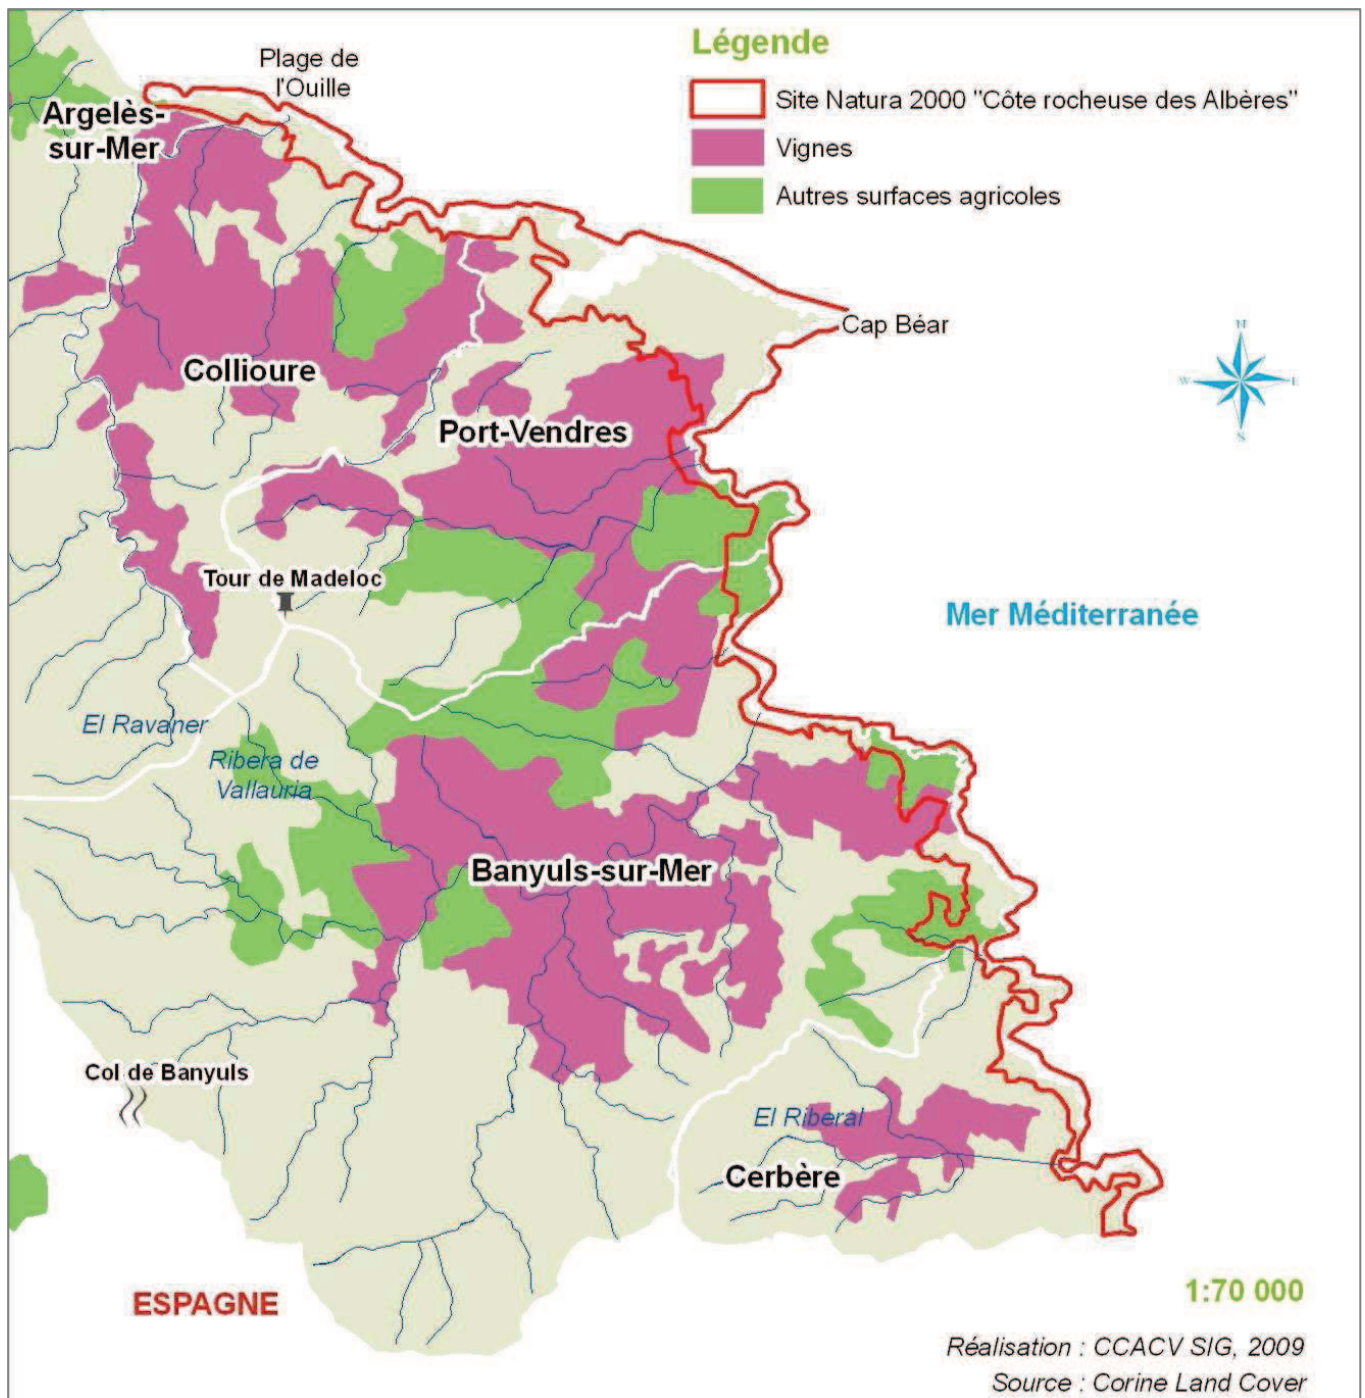 Légende
Site Natura 2000 "Côte rocheuse des Albères"
Vignes
Autres surfaces agricoles
Plage de
l'Ouille
Argelès-
sur-Mer
Cap Béar
N
W
E
S
Collioure
Port-Vendres
Tour de Madeloc
Mer Méditerranée
El Ravaner
Ribera de
Vallauria
Banyuls-sur-Mer
Col de Banyuls
El Riberal
Cerbère
ESPAGNE
1:70 000
Réalisation : CCACV SIG, 2009
Source : Corine Land Cover